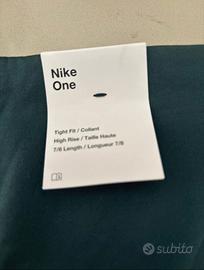 Nike
One
Tight Fit / Collant
High Rise / Taille Haute
7/8 Length / Longueur 7/8
subito